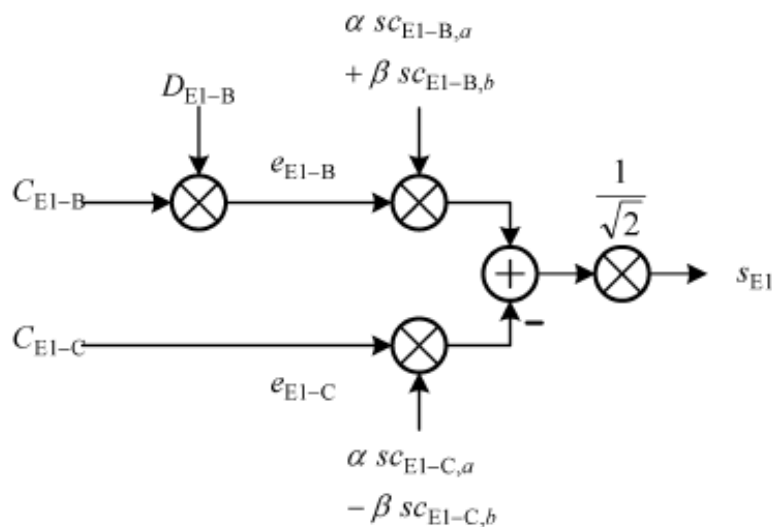 α sc_E1–B,a
+ β sc_E1–B,b
D_E1–B
e_E1–B
C_E1–B
1
√2
+
s_E1
–
C_E1–C
e_E1–C
α sc_E1–C,a
– β sc_E1–C,b